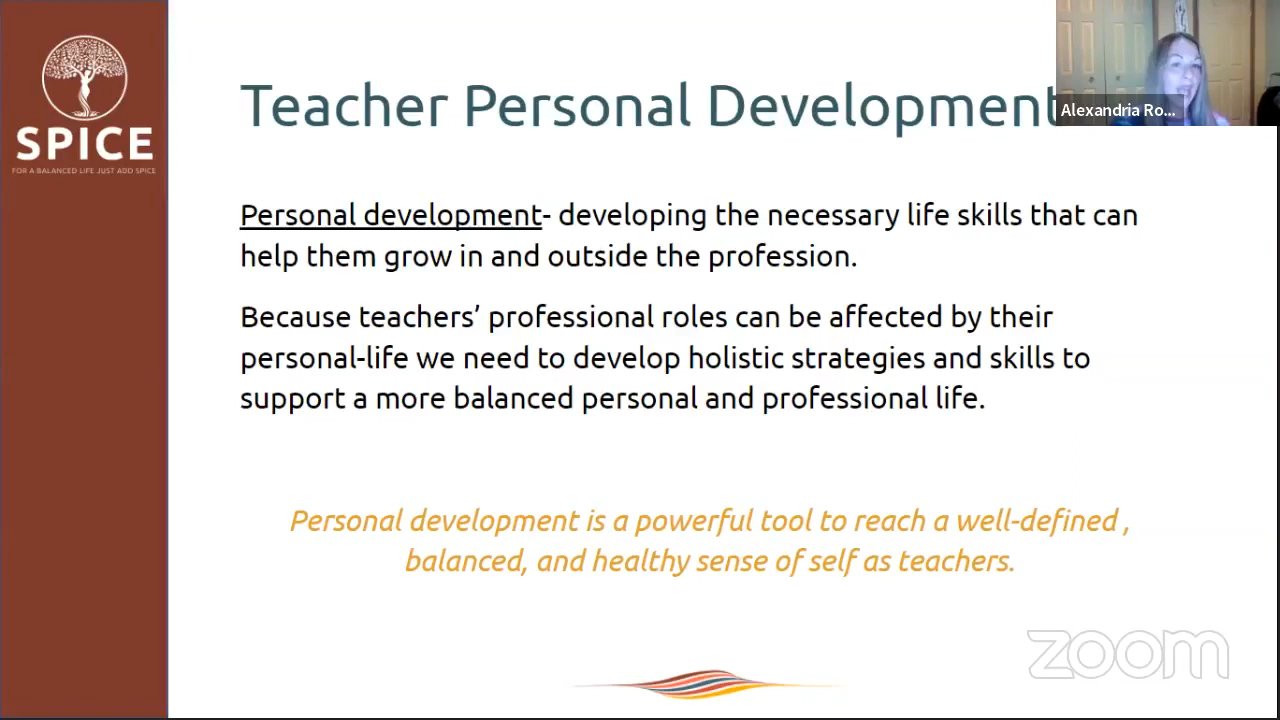 SPICE
FOR A BALANCED LIFE JUST ADD SPICE
Teacher Personal Development
Alexandria Ro...
Personal development- developing the necessary life skills that can
help them grow in and outside the profession.
Because teachers’ professional roles can be affected by their
personal-life we need to develop holistic strategies and skills to
support a more balanced personal and professional life.
Personal development is a powerful tool to reach a well-defined ,
balanced, and healthy sense of self as teachers.
zoom